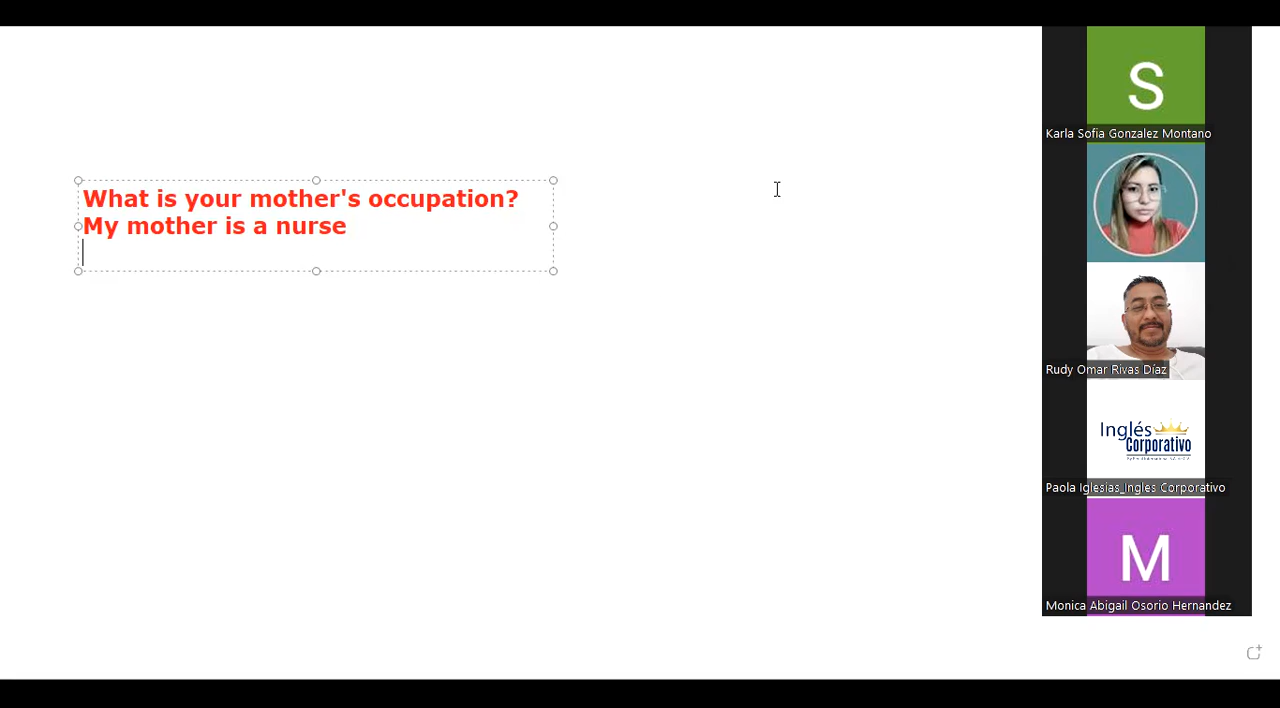 What is your mother's occupation?
My mother is a nurse
S
Karla Sofia Gonzalez Montano
Rudy Omar Rivas Díaz
Inglés
Corporativo
Paola Iglesias_Ingles Corporativo
M
Monica Abigail Osorio Hernandez